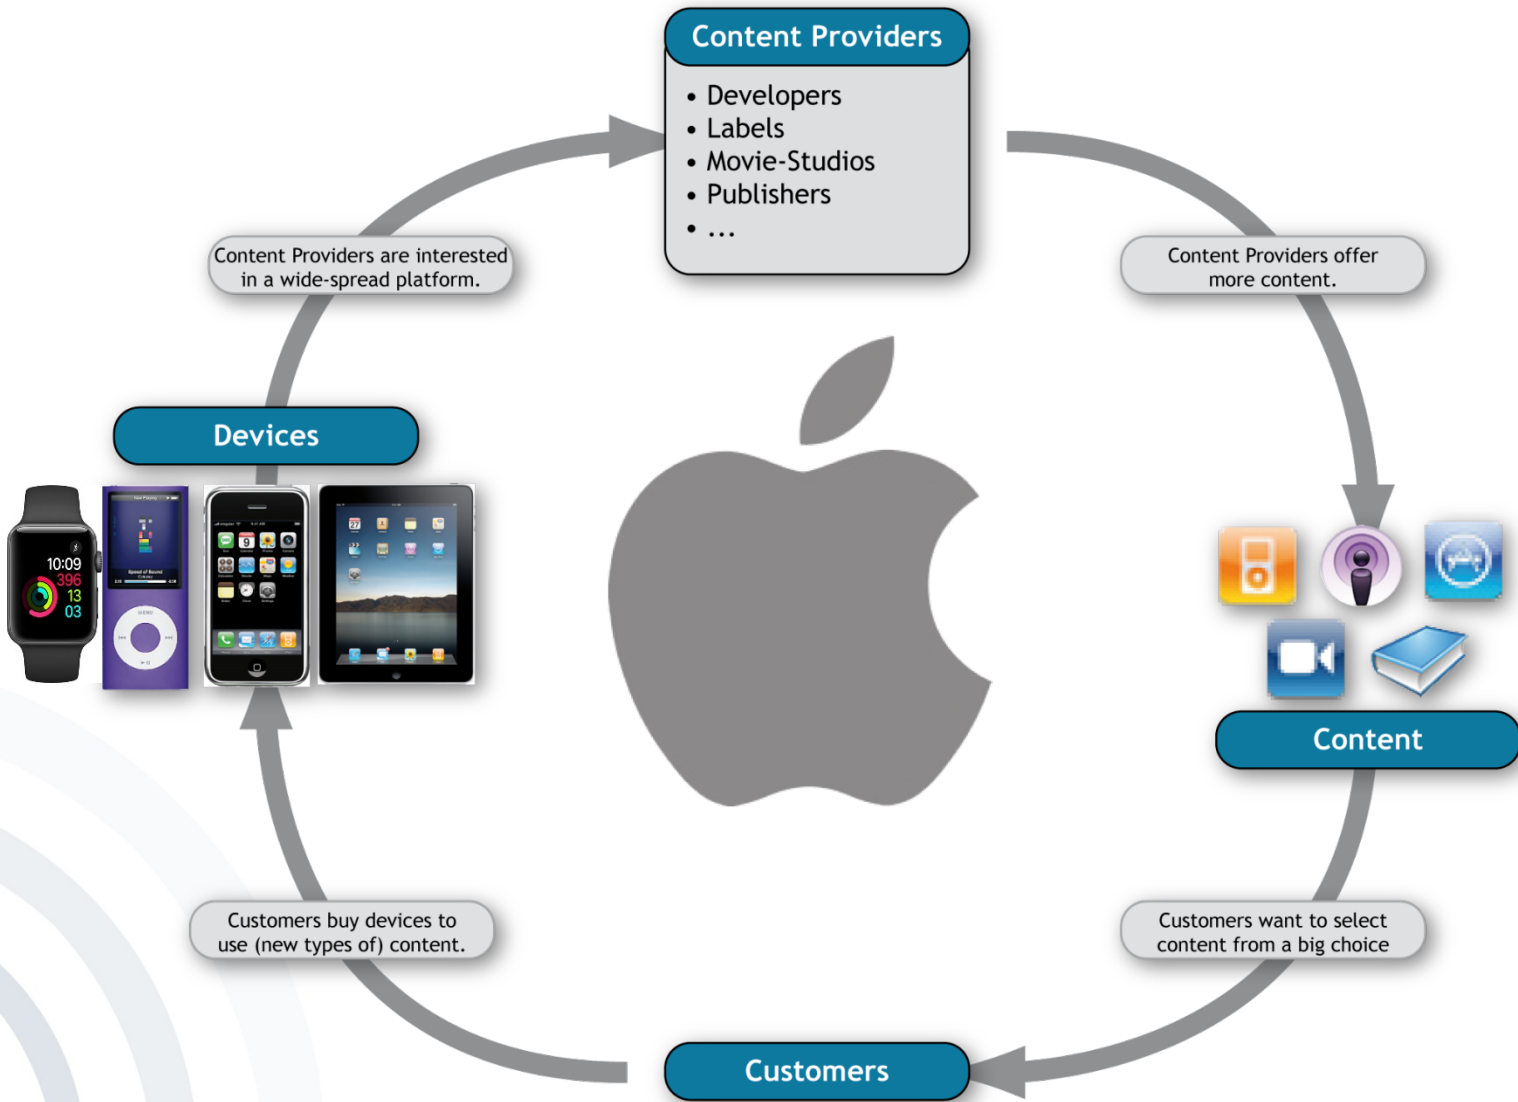 Content Providers
• Developers
• Labels
• Movie-Studios
• Publishers
• ...
Content Providers are interested
in a wide-spread platform.
Content Providers offer
more content.
Devices
10:09
396
13
03
MENU
Content
Customers buy devices to
use (new types of) content.
Customers want to select
content from a big choice
Customers